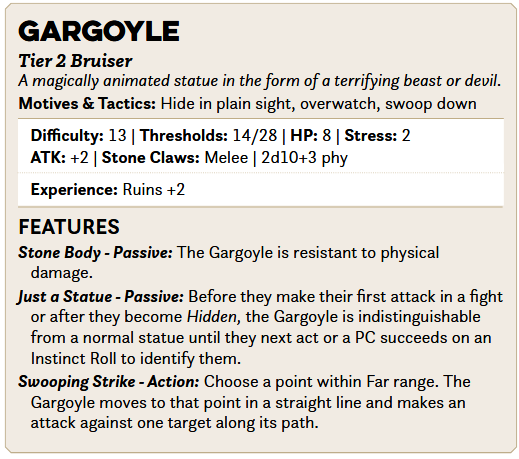 GARGOYLE
Tier 2 Bruiser
A magically animated statue in the form of a terrifying beast or devil.
Motives & Tactics: Hide in plain sight, overwatch, swoop down
Difficulty: 13 | Thresholds: 14/28 | HP: 8 | Stress: 2
ATK: +2 | Stone Claws: Melee | 2d10+3 phy
Experience: Ruins +2
FEATURES
Stone Body - Passive: The Gargoyle is resistant to physical
damage.
Just a Statue - Passive: Before they make their first attack in a fight
or after they become Hidden, the Gargoyle is indistinguishable
from a normal statue until they next act or a PC succeeds on an
Instinct Roll to identify them.
Swooping Strike - Action: Choose a point within Far range. The
Gargoyle moves to that point in a straight line and makes an
attack against one target along its path.